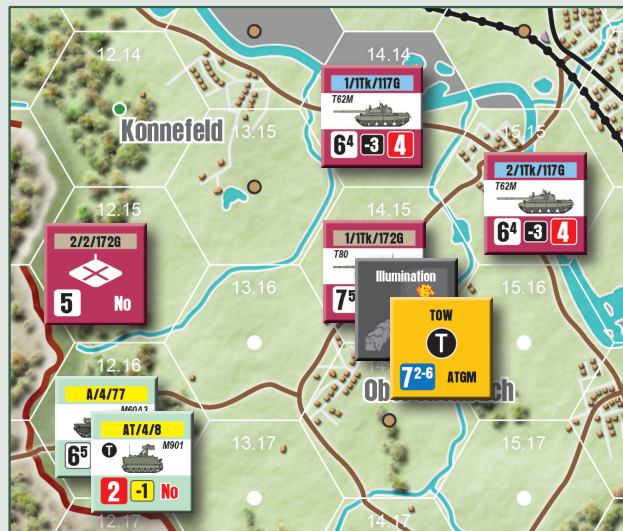 12.14
14.14
1/1Tk/117G
T62M
6⁴ -3 4
Konnefeld
13.15
15.15
2/1Tk/117G
T62M
6⁴ -3 4
12.15
14.15
2/2/172G
5 No
1/1Tk/172G
T80
7⁵
Illumination
13.16
15.16
TOW
T
7²⁻⁶ ATGM
12.16
14.
Ob
ch
A/4/77
M60A3
6⁵
AT/4/8
T
M901
2 -1 No
13.17
15.17
12.17
14.17